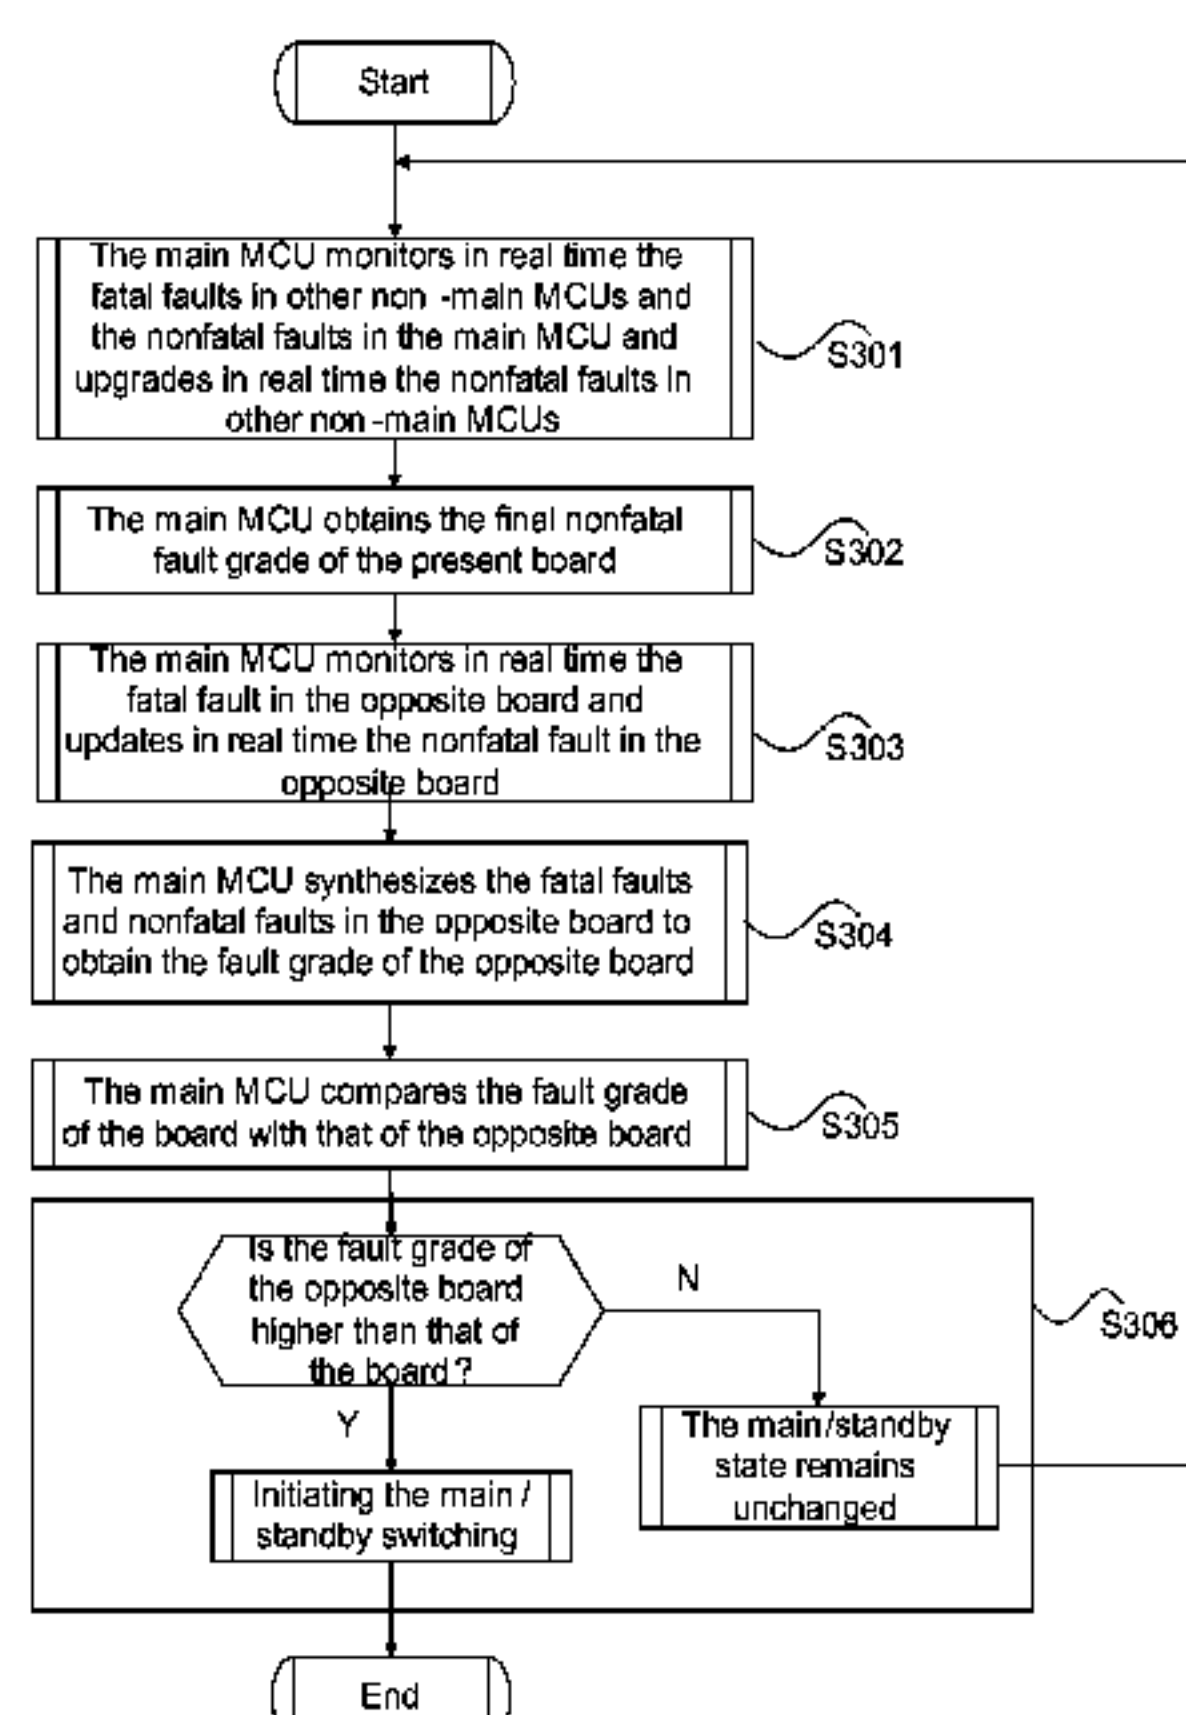 Start
The main MCU monitors in real time the
fatal faults in other non -main MCUs and
the nonfatal faults in the main MCU and
upgrades in real time the nonfatal faults in
other non -main MCUs
S301
The main MCU obtains the final nonfatal
fault grade of the present board
S302
The main MCU monitors in real time the
fatal fault in the opposite board and
updates in real time the nonfatal fault in the
opposite board
S303
The main MCU synthesizes the fatal faults
and nonfatal faults in the opposite board to
obtain the fault grade of the opposite board
S304
The main MCU compares the fault grade
of the board with that of the opposite board
S305
Is the fault grade of
the opposite board
higher than that of
the board ?
N
S306
Y
The main/standby
state remains
unchanged
Initiating the main /
standby switching
End